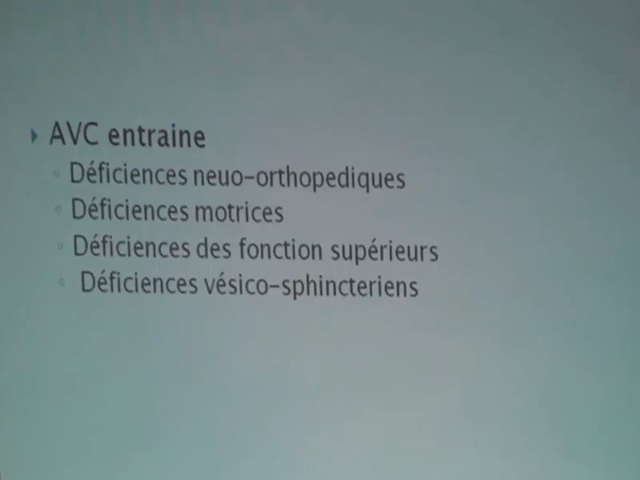 AVC entraine
Déficiences neuo-orthopediques
Déficiences motrices
Déficiences des fonction supérieurs
Déficiences vésico-sphincteriens